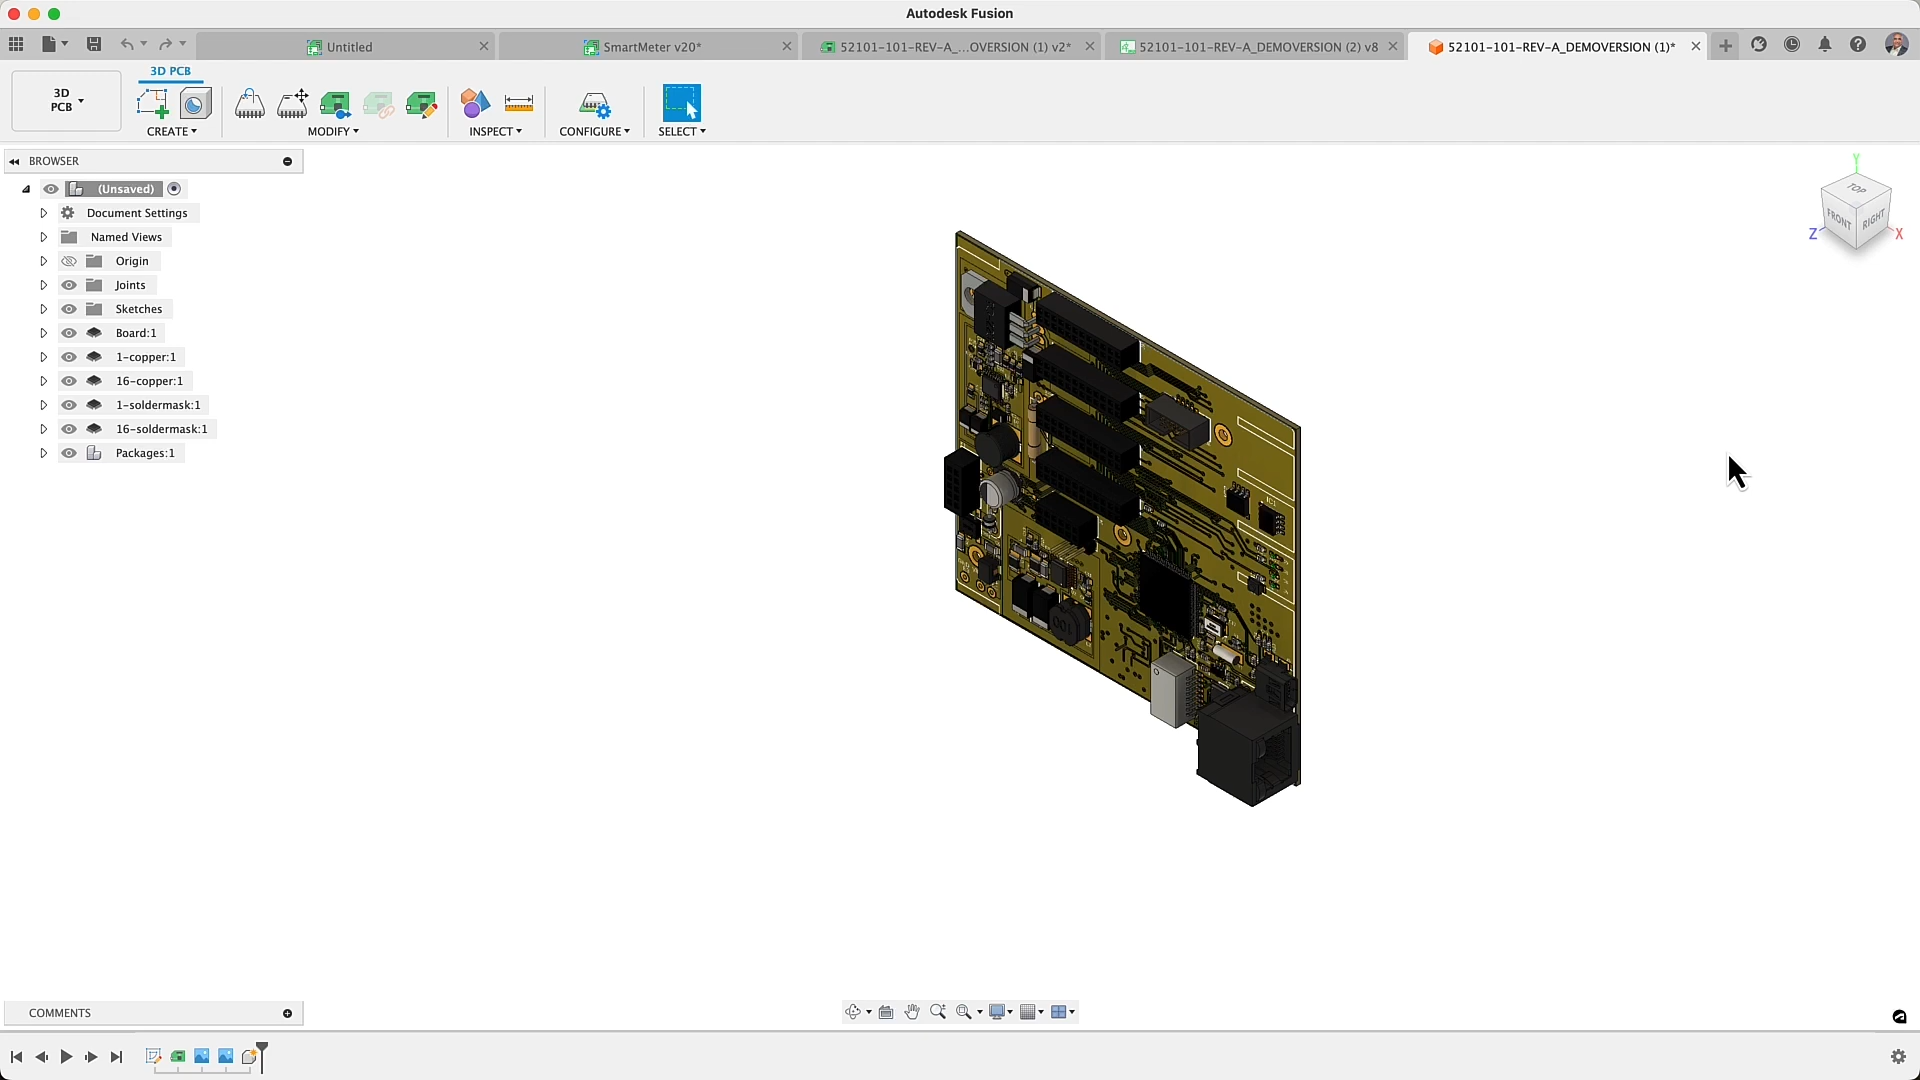 Autodesk Fusion
Untitled
SmartMeter v20*
52101-101-REV-A_...OVERSION (1) v2*
52101-101-REV-A_DEMOVERSION (2) v8
52101-101-REV-A_DEMOVERSION (1)*
3D PCB
3D
PCB
CREATE
MODIFY
INSPECT
CONFIGURE
SELECT
BROWSER
(Unsaved)
Document Settings
Named Views
Origin
Joints
Sketches
Board:1
1-copper:1
16-copper:1
1-soldermask:1
16-soldermask:1
Packages:1
Y
TOP
FRONT
RIGHT
Z
X
100
COMMENTS